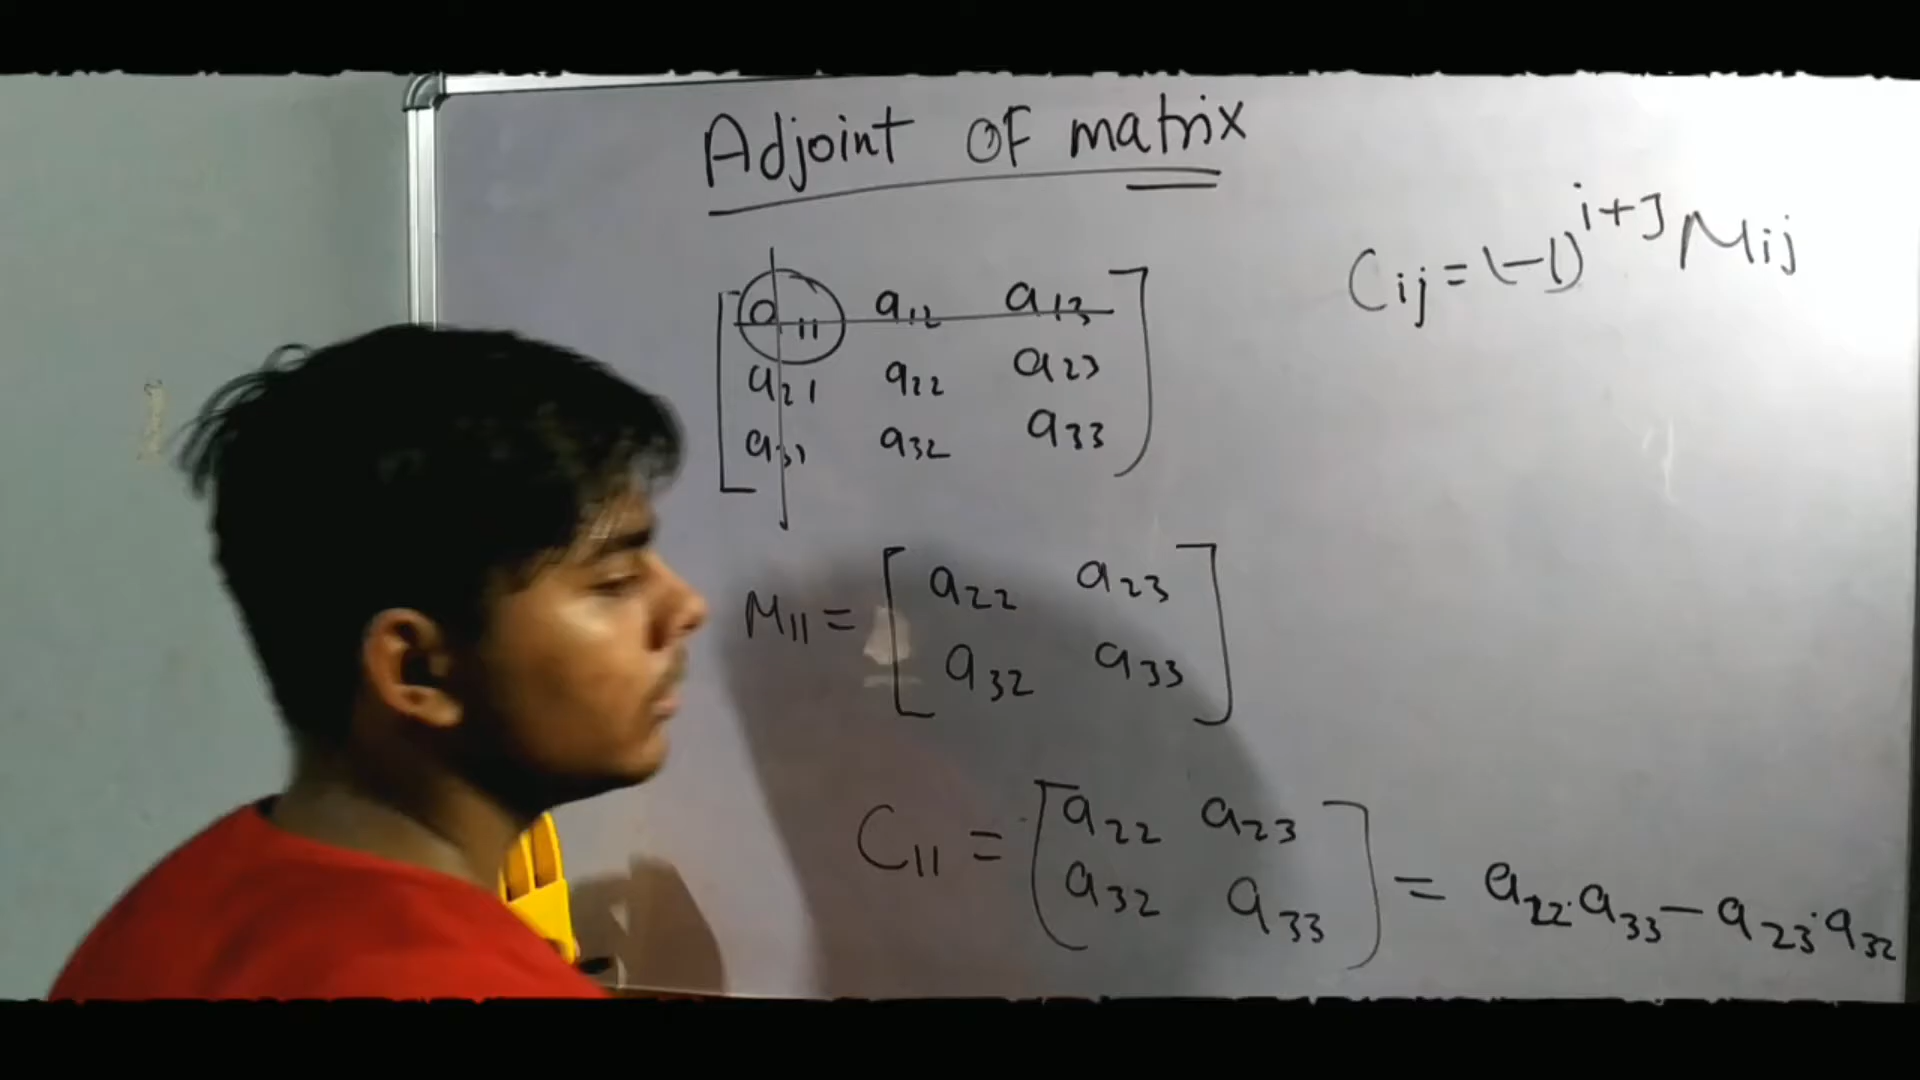 Adjoint OF matrix
Cij = (-1)^i+J Mij
a11 a12 a13
a21 a22 a23
a31 a32 a33
M11 = [a22 a23
a32 a33]
C11 = [a22 a23
a32 a33] = a22.a33 - a23.a32